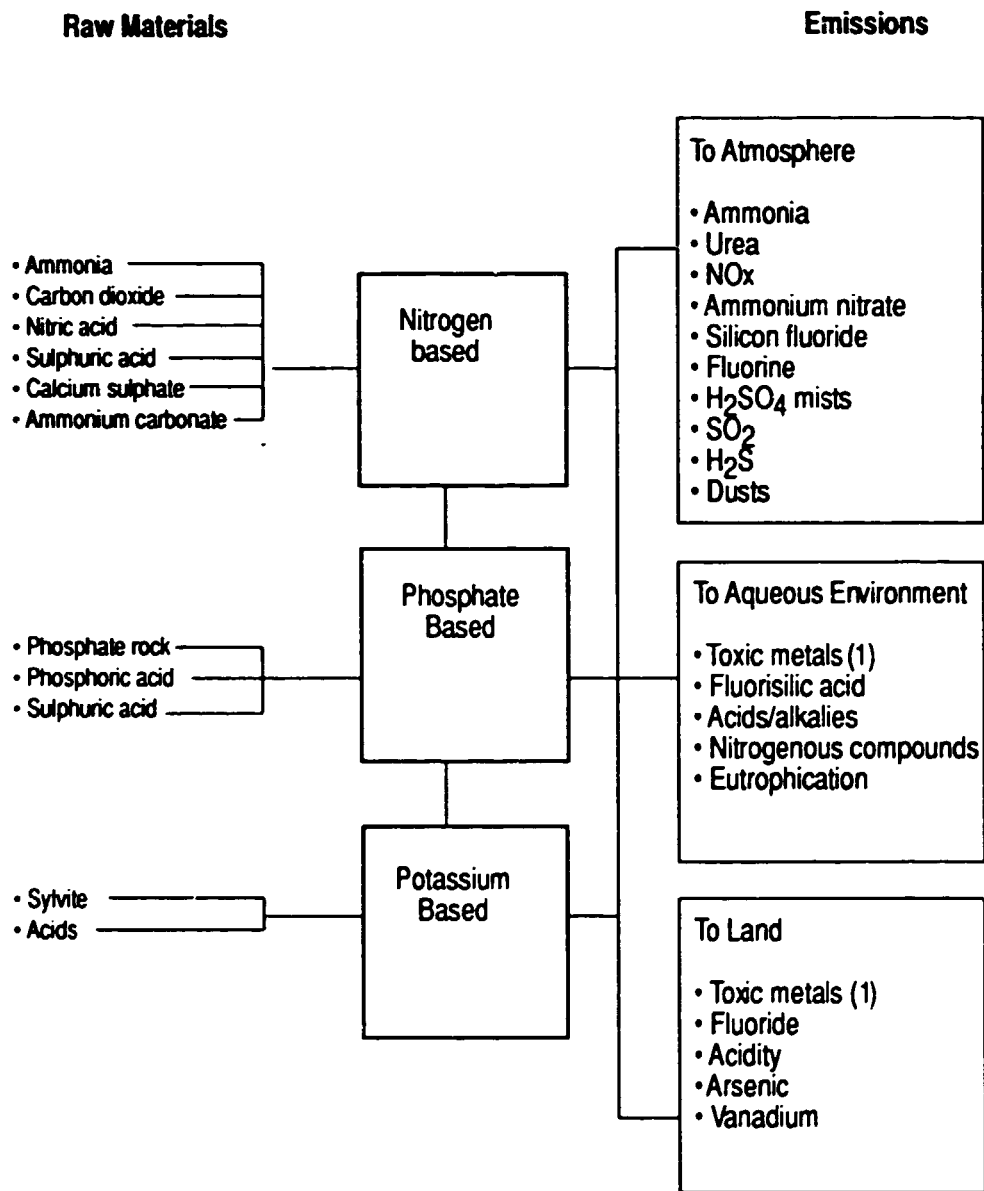 Raw Materials
Emissions
• Ammonia
• Carbon dioxide
• Nitric acid
• Sulphuric acid
• Calcium sulphate
• Ammonium carbonate
Nitrogen
based
• Phosphate rock
• Phosphoric acid
• Sulphuric acid
Phosphate
Based
• Sylvite
• Acids
Potassium
Based
To Atmosphere
• Ammonia
• Urea
• NOx
• Ammonium nitrate
• Silicon fluoride
• Fluorine
• H₂SO₄ mists
• SO₂
• H₂S
• Dusts
To Aqueous Environment
• Toxic metals (1)
• Fluorisilic acid
• Acids/alkalies
• Nitrogenous compounds
• Eutrophication
To Land
• Toxic metals (1)
• Fluoride
• Acidity
• Arsenic
• Vanadium